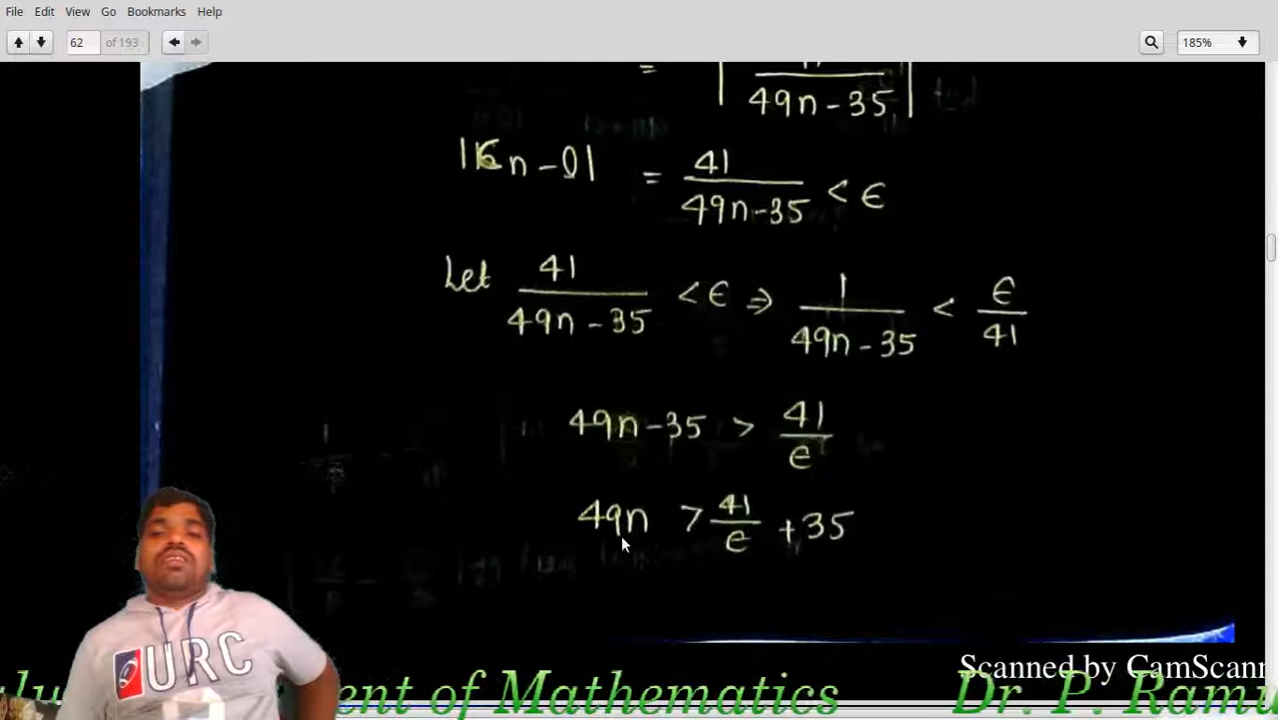 File Edit View Go Bookmarks Help
62 of 193 185%
=
49n - 35
|Gn - 0| = 41 / 49n - 35 < ϵ
Let 41 / 49n - 35 < ϵ ⇒ 1 / 49n - 35 < ϵ / 41
49n - 35 > 41 / e
49n > 41 / e + 35
URC
Scanned by CamScann
ent of Mathematics Dr. P. Ramu